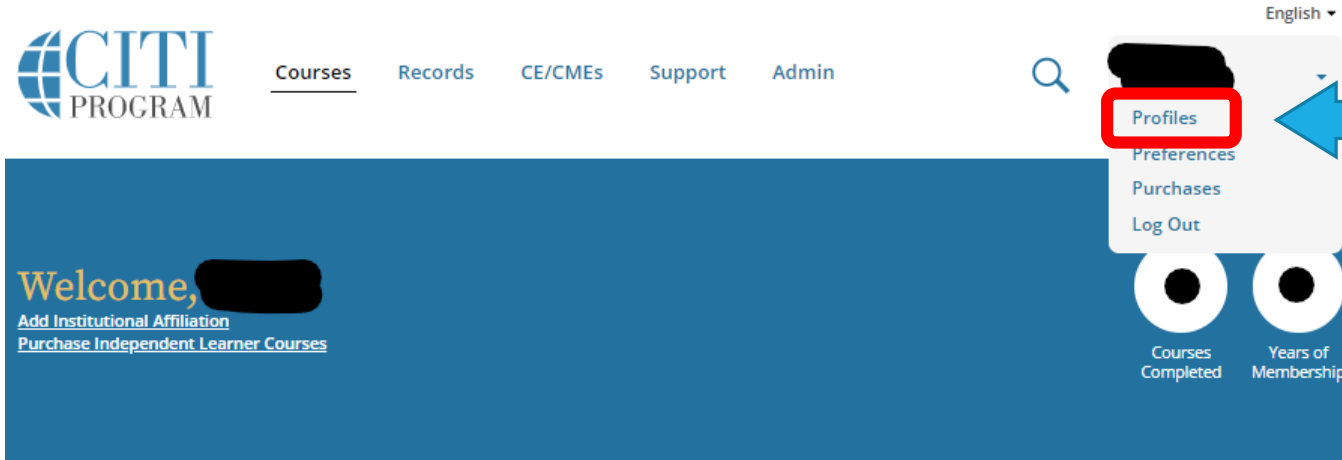 English
CITI
PROGRAM
Courses Records CE/CMEs Support Admin
Profiles
Preferences
Purchases
Log Out
Welcome,
Add Institutional Affiliation
Purchase Independent Learner Courses
Courses
Completed
Years of
Membership